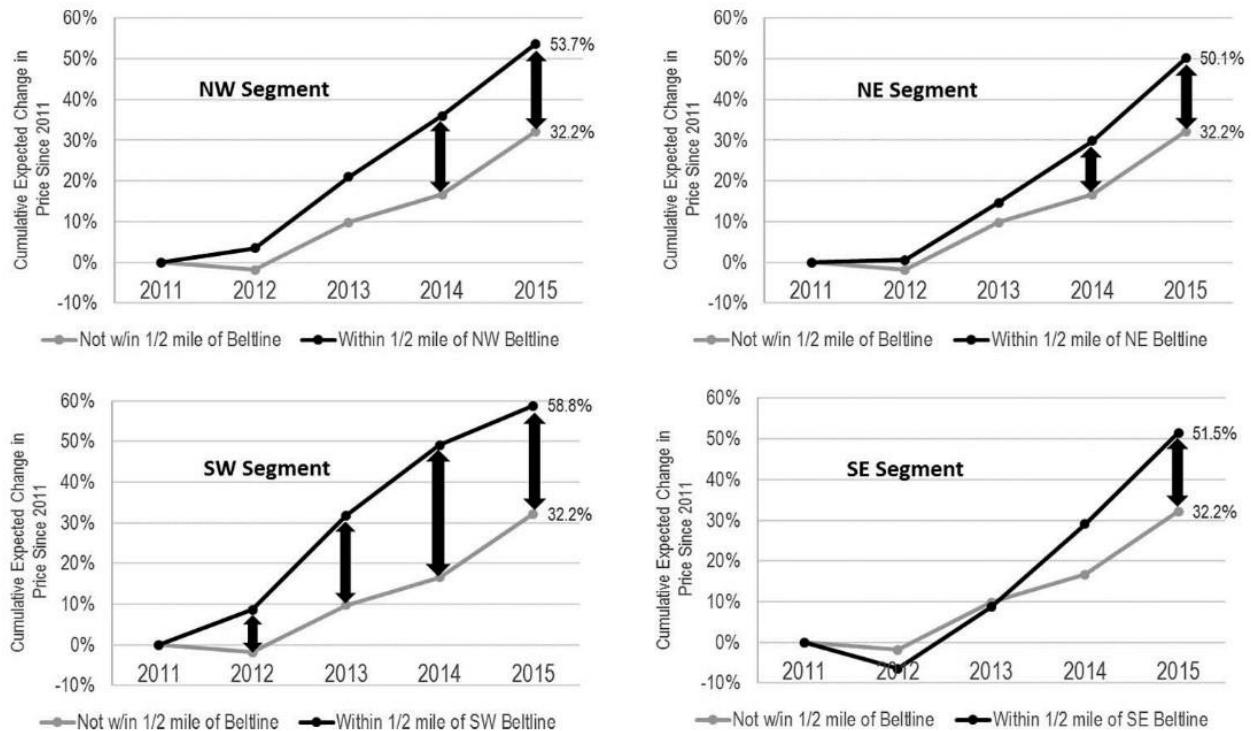 60%
50%
40%
30%
20%
10%
0%
-10%
Cumulative Expected Change in
Price Since 2011
NW Segment
53.7%
32.2%
2011 2012 2013 2014 2015
Not w/in 1/2 mile of Beltline Within 1/2 mile of NW Beltline
60%
50%
40%
30%
20%
10%
0%
-10%
Cumulative Expected Change in
Price Since 2011
NE Segment
50.1%
32.2%
2011 2012 2013 2014 2015
Not w/in 1/2 mile of Beltline Within 1/2 mile of NE Beltline
60%
50%
40%
30%
20%
10%
0%
-10%
Cumulative Expected Change in
Price Since 2011
SW Segment
58.8%
32.2%
2011 2012 2013 2014 2015
Not w/in 1/2 mile of Beltline Within 1/2 mile of SW Beltline
60%
50%
40%
30%
20%
10%
0%
-10%
Cumulative Expected Change in
Price Since 2011
SE Segment
51.5%
32.2%
2011 2012 2013 2014 2015
Not w/in 1/2 mile of Beltline Within 1/2 mile of SE Beltline